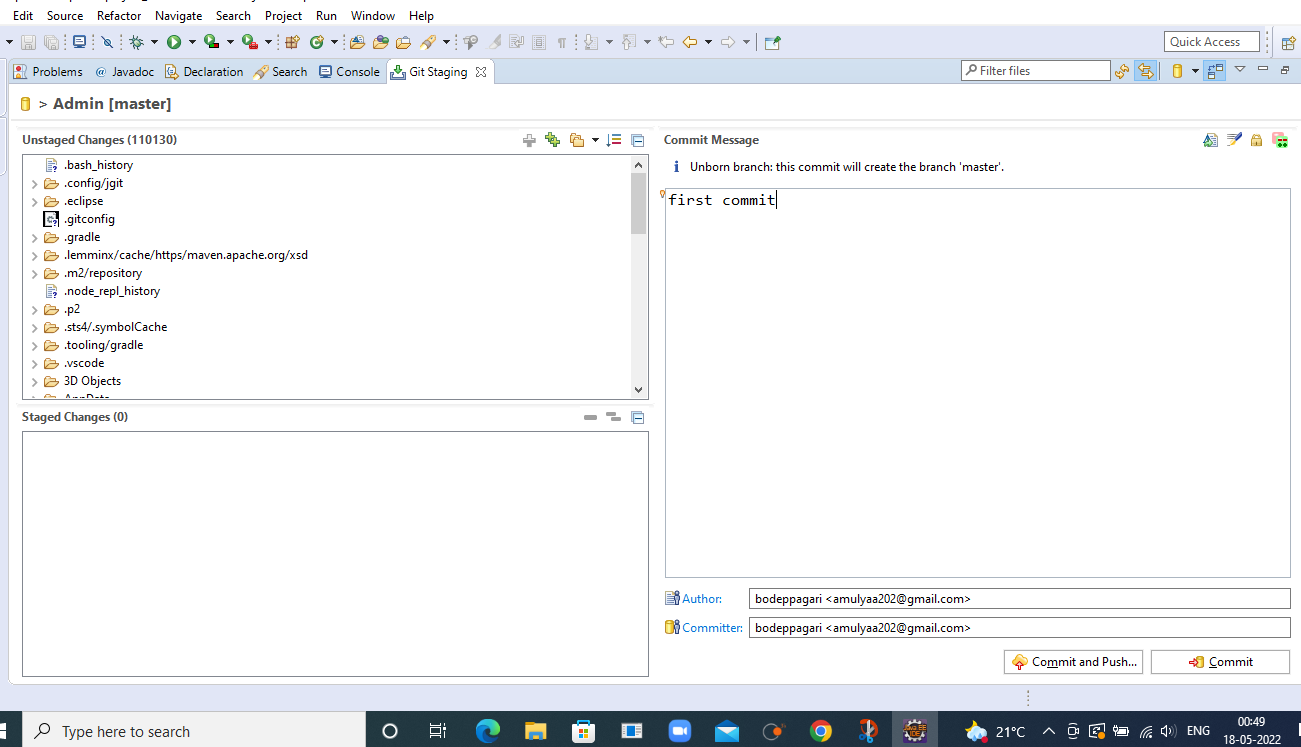 Edit Source Refactor Navigate Search Project Run Window Help
Quick Access
Problems @ Javadoc Declaration Search Console Git Staging
Filter files
> Admin [master]
Unstaged Changes (110130)
.bash_history
.config/jgit
.eclipse
.gitconfig
.gradle
.lemminx/cache/https/maven.apache.org/xsd
.m2/repository
.node_repl_history
.p2
.sts4/.symbolCache
.tooling/gradle
.vscode
3D Objects
AppData
Staged Changes (0)
Commit Message
Unborn branch: this commit will create the branch 'master'.
first commit
Author: bodeppagari <amulyaa202@gmail.com>
Committer: bodeppagari <amulyaa202@gmail.com>
Commit and Push... Commit
Type here to search
21°C ENG
00:49
18-05-2022